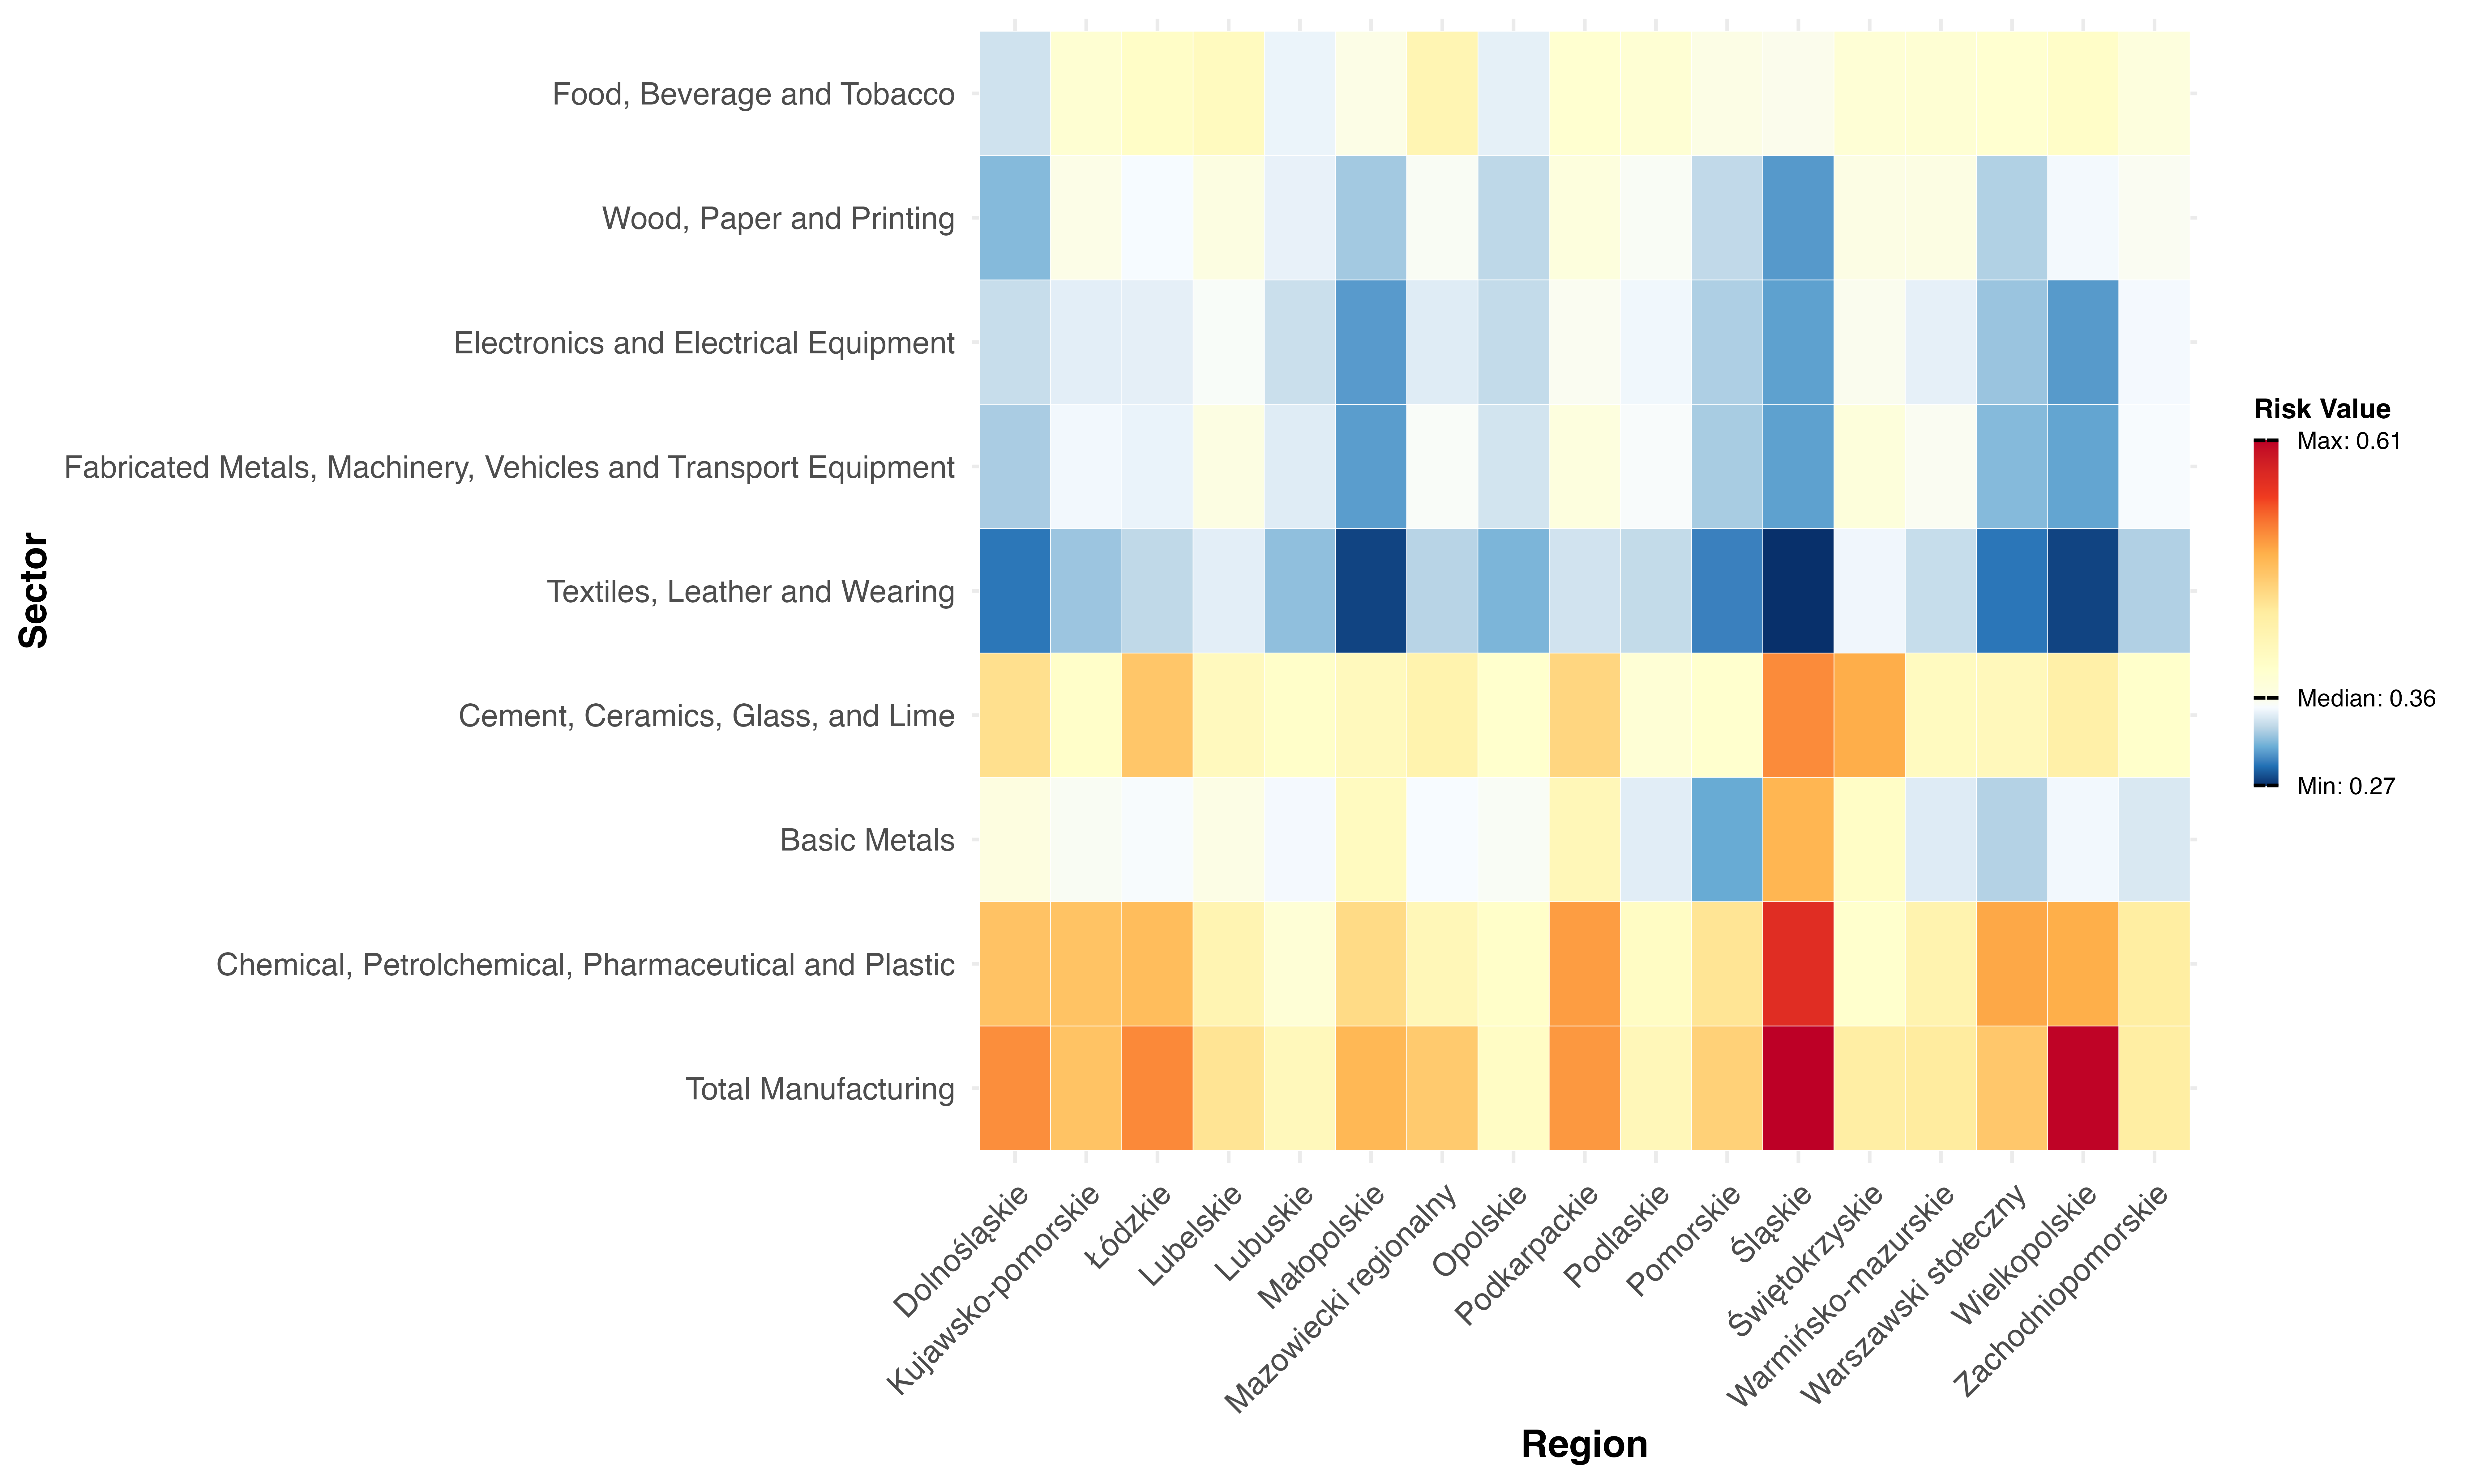 Food, Beverage and Tobacco
Wood, Paper and Printing
Electronics and Electrical Equipment
Fabricated Metals, Machinery, Vehicles and Transport Equipment
Textiles, Leather and Wearing
Cement, Ceramics, Glass, and Lime
Basic Metals
Chemical, Petrolchemical, Pharmaceutical and Plastic
Total Manufacturing
Sector
Dolnośląskie
Kujawsko-pomorskie
Łódzkie
Lubelskie
Lubuskie
Małopolskie
Mazowiecki regionalny
Opolskie
Podkarpackie
Podlaskie
Pomorskie
Śląskie
Świętokrzyskie
Warmińsko-mazurskie
Warszawski stołeczny
Wielkopolskie
Zachodniopomorskie
Region
Risk Value
Max: 0.61
Median: 0.36
Min: 0.27